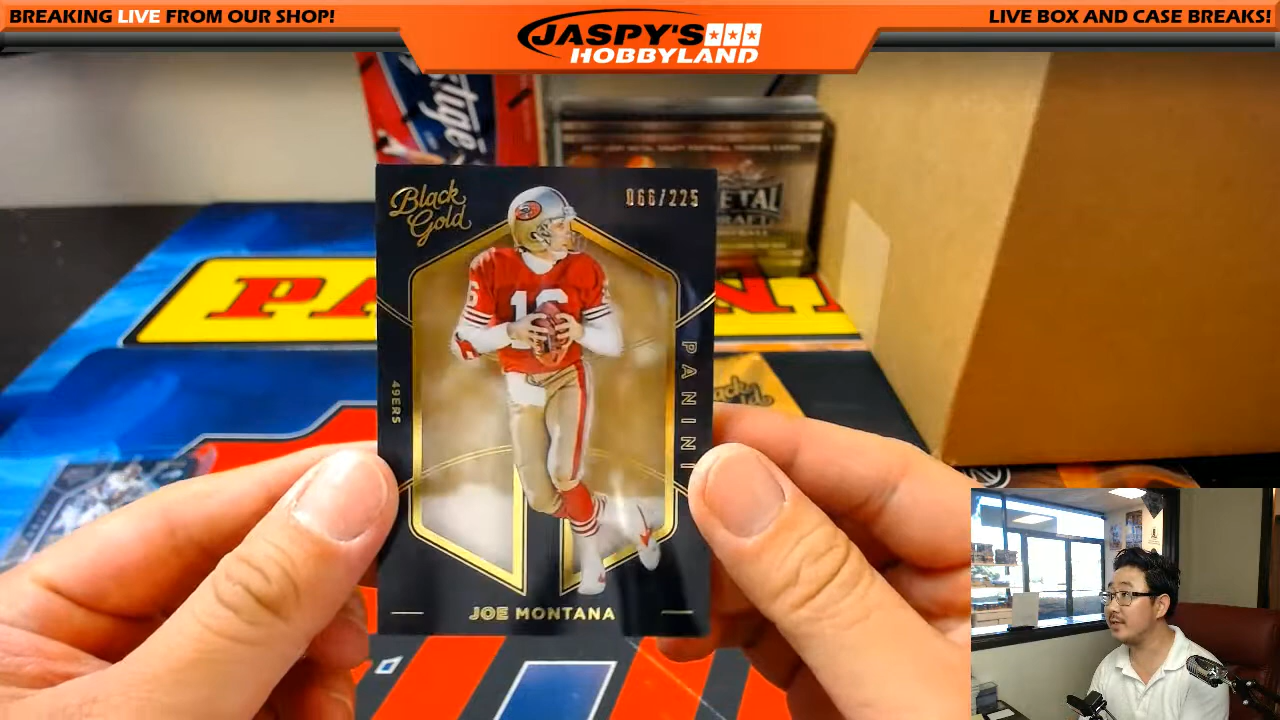 BREAKING LIVE FROM OUR SHOP!
JASPY'S
HOBBYLAND
LIVE BOX AND CASE BREAKS!
Black
Gold
066/225
16
49ERS
PANINI
JOE MONTANA